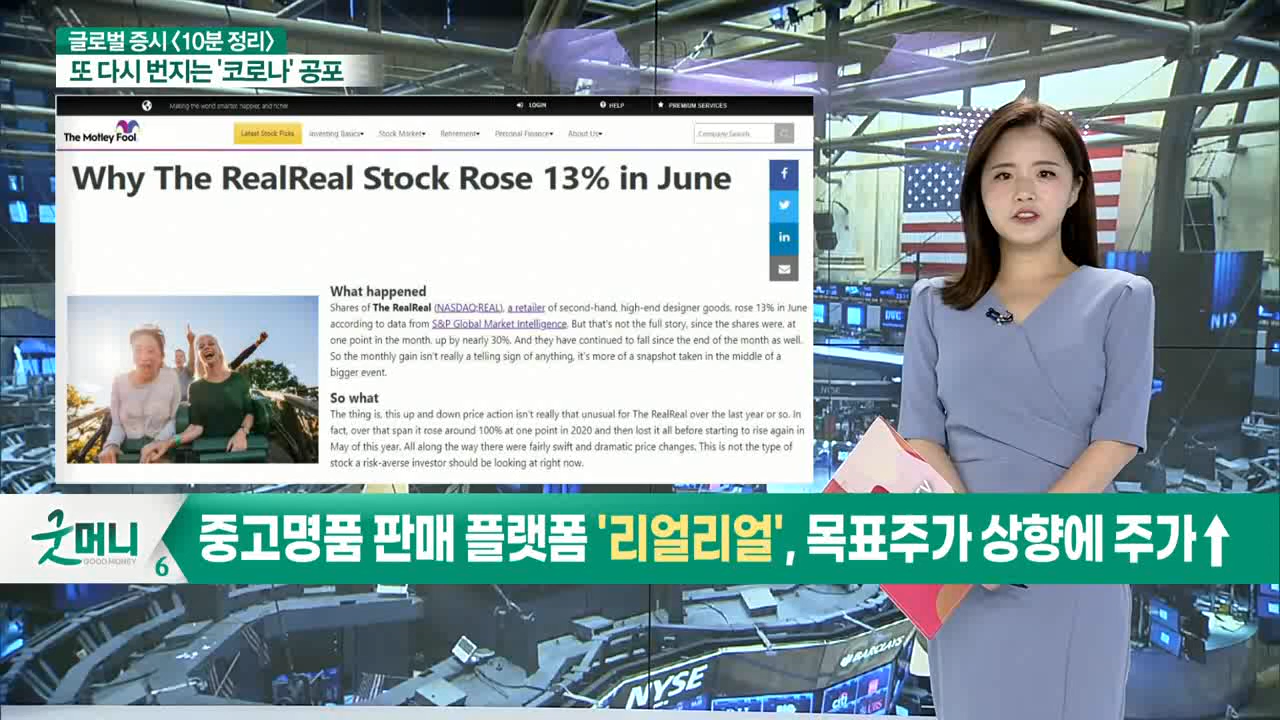 글로벌 증시 <10분 정리>
또 다시 번지는 '코로나' 공포
Making the world smarter, happier, and richer.
LOGIN
HELP
PREMIUM SERVICES
The Motley Fool
Latest Stock Picks
Investing Basics
Stock Market
Retirement
Personal Finance
About Us
Company Search
Why The RealReal Stock Rose 13% in June
What happened
Shares of The RealReal (NASDAQ:REAL), a retailer of second-hand, high-end designer goods, rose 13% in June
according to data from S&P Global Market Intelligence. But that's not the full story, since the shares were, at
one point in the month, up by nearly 30%. And they have continued to fall since the end of the month as well.
So the monthly gain isn't really a telling sign of anything, it's more of a snapshot taken in the middle of a
bigger event.
So what
The thing is, this up and down price action isn't really that unusual for The RealReal over the last year or so. In
fact, over that span it rose around 100% at one point in 2020 and then lost it all before starting to rise again in
May of this year. All along the way there were fairly swift and dramatic price changes. This is not the type of
stock a risk-averse investor should be looking at right now.
굿머니
GOOD MONEY
6
중고명품 판매 플랫폼 '리얼리얼', 목표주가 상향에 주가↑
NYSE
BARCLAYS
citi
UBS